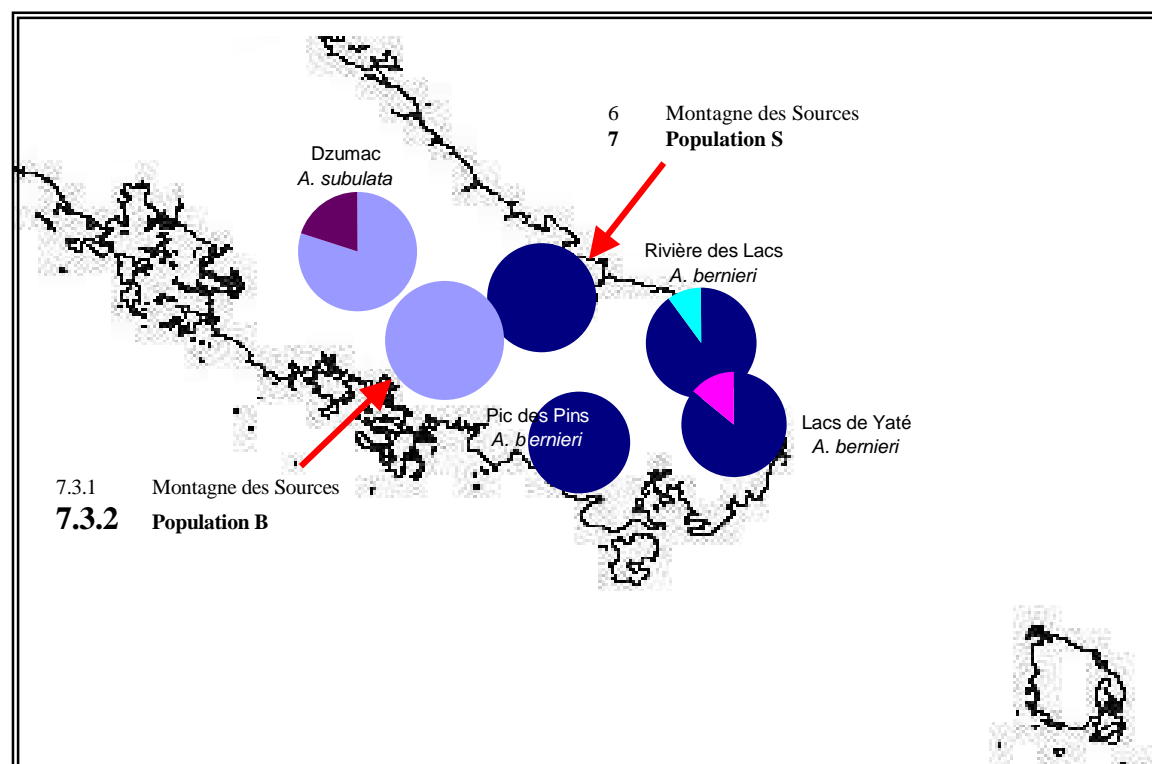 6 Montagne des Sources
7 Population S
Dzumac
A. subulata
Rivière des Lacs
A. bernieri
Pic des Pins
A. bernieri
Lacs de Yaté
A. bernieri
7.3.1 Montagne des Sources
7.3.2 Population B